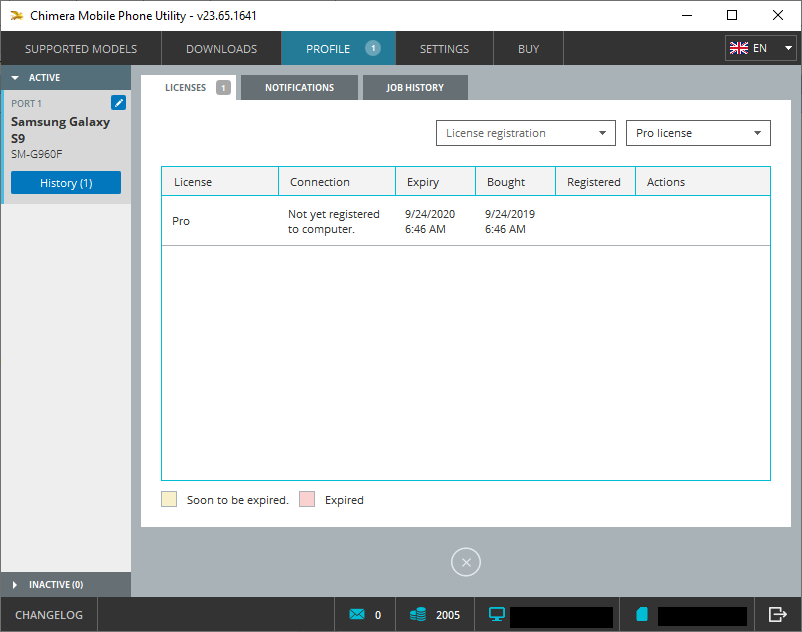 Chimera Mobile Phone Utility - v23.65.1641
SUPPORTED MODELS DOWNLOADS PROFILE 1 SETTINGS BUY EN
ACTIVE
PORT 1
Samsung Galaxy
S9
SM-G960F
History (1)
LICENSES 1 NOTIFICATIONS JOB HISTORY
License registration Pro license
License Connection Expiry Bought Registered Actions
Pro
Not yet registered
to computer.
9/24/2020
6:46 AM
9/24/2019
6:46 AM
Soon to be expired. Expired
INACTIVE (0)
CHANGELOG 0 2005